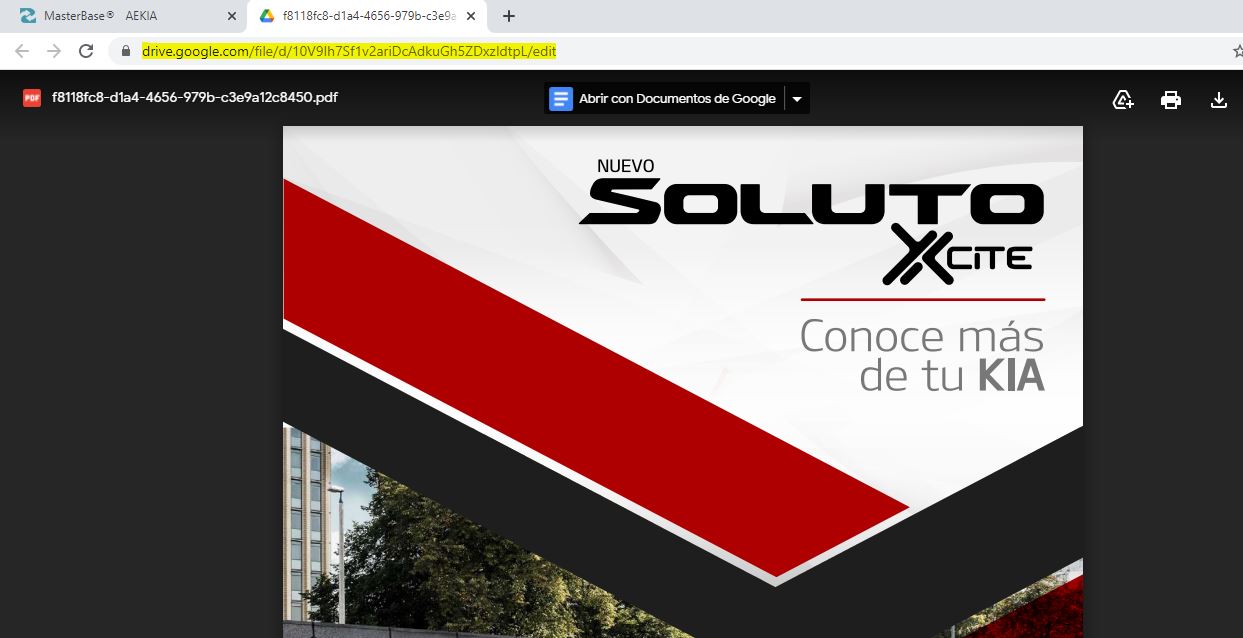 MasterBase® AEKIA
f8118fc8-d1a4-4656-979b-c3e9a
drive.google.com/file/d/10V9Ih7Sf1v2ariDcAdkuGh5ZDxzIdtpL/edit
PDF
f8118fc8-d1a4-4656-979b-c3e9a12c8450.pdf
Abrir con Documentos de Google
NUEVO
SOLUTO
XCITE
Conoce más
de tu KIA